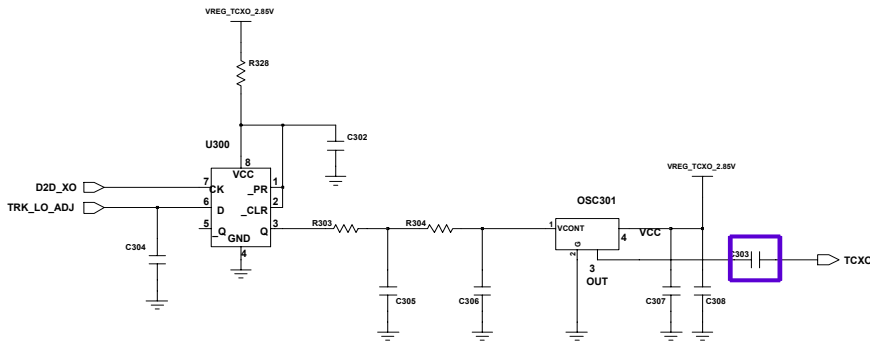 VREG_TCXO_2.85V
R328
C302
U300
8
VCC
D2D_XO
7
CK
_PR
1
TRK_LO_ADJ
6
D
_CLR
2
5
_Q
Q
3
GND
4
C304
R303
R304
C305
C306
VREG_TCXO_2.85V
OSC301
1
VCONT
4
VCC
G
2
3
OUT
C303
TCXO
C307
C308